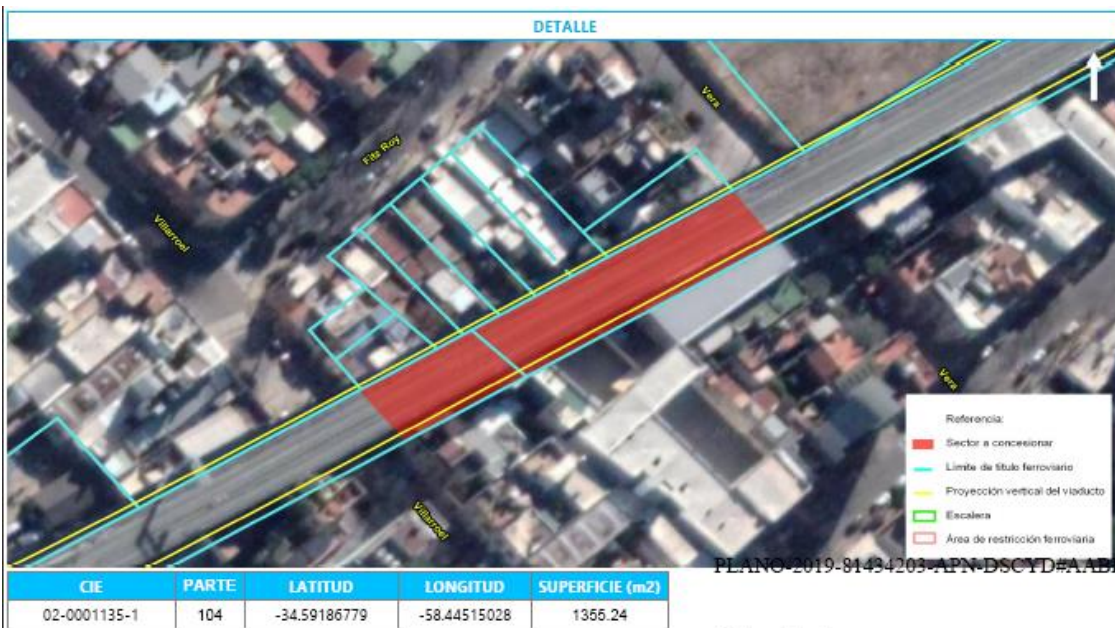 DETALLE
Vera
Fitz Roy
Villarroel
Vera
Villarroel
Referencia:
Sector a concesionar
Limite de título ferroviario
Proyección vertical del viaducto
Escalera
Área de restricción ferroviaria
PLANO-2019-81434203-APN-DSCYD#AAB
CIE PARTE LATITUD LONGITUD SUPERFICIE (m2)
02-0001135-1 104 -34.59186779 -58.44515028 1355.24